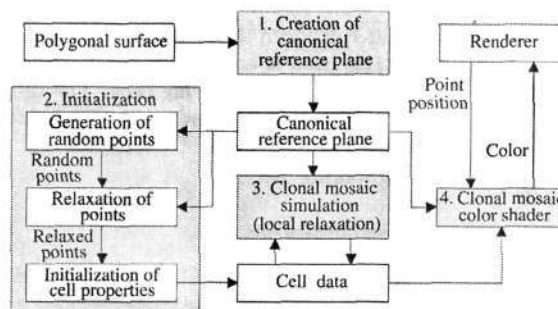 Polygonal surface
1. Creation of
canonical
reference plane
Renderer
Point
position
Color
2. Initialization
Generation of
random points
Random
points
Relaxation of
points
Relaxed
points
Initialization of
cell properties
Canonical
reference plane
3. Clonal mosaic
simulation
(local relaxation)
Cell data
4. Clonal mosaic
color shader